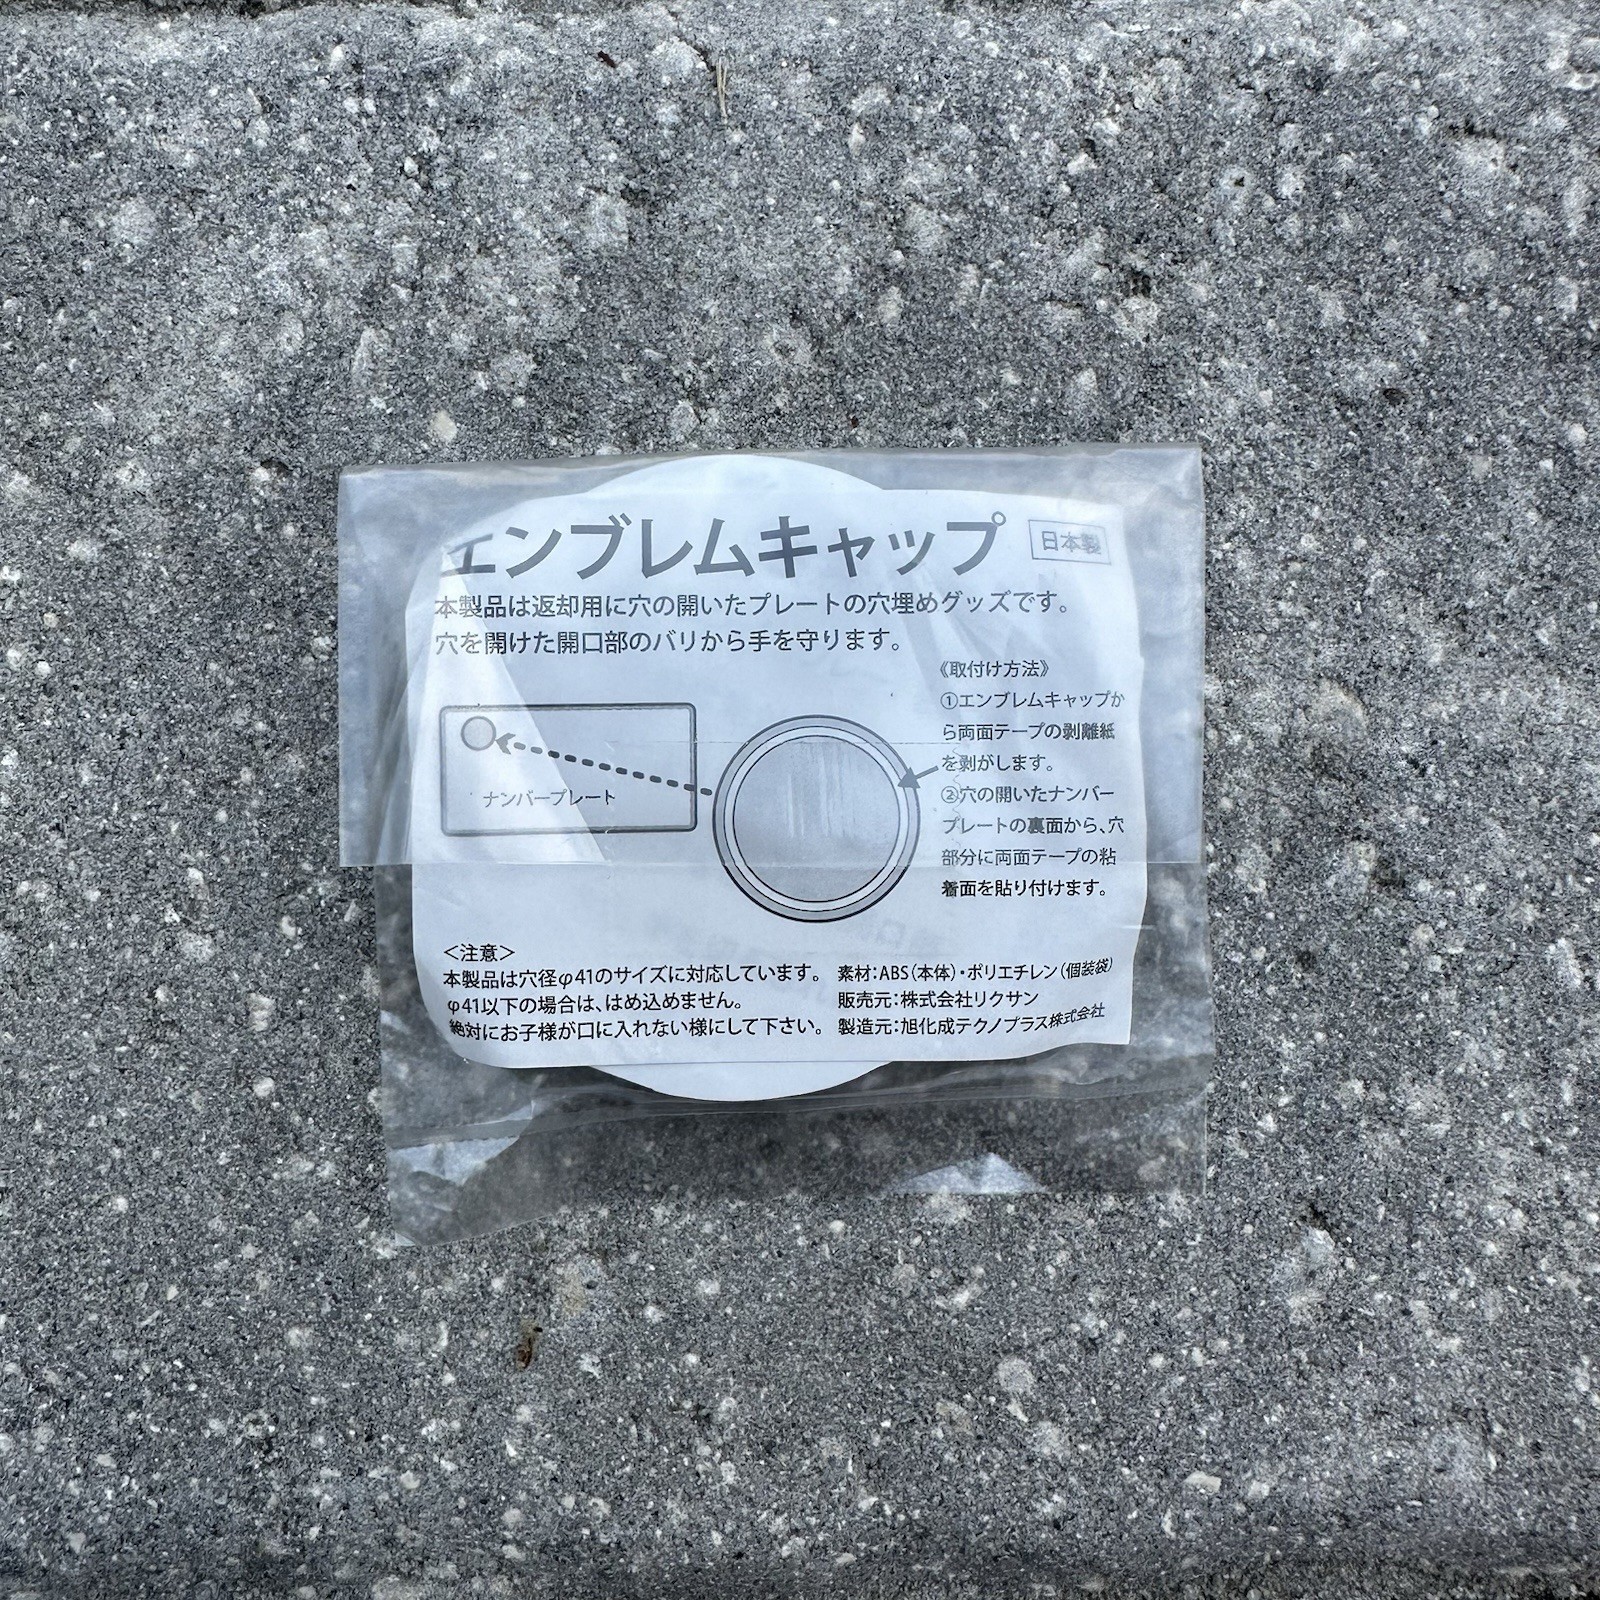 エンブレムキャップ
日本製
本製品は返却用に穴の開いたプレートの穴埋めグッズです。
穴を開けた開口部のバリから手を守ります。
《取付け方法》
①エンブレムキャップか
ら両面テープの剥離紙
を剥がします。
②穴の開いたナンバー
プレートの裏面から、穴
部分に両面テープの粘
着面を貼り付けます。
ナンバープレート
＜注意＞
本製品は穴径φ41のサイズに対応しています。
φ41以下の場合は、はめ込めません。
絶対にお子様が口に入れない様にして下さい。
素材：ABS（本体）・ポリエチレン（個装袋）
販売元：株式会社リクサン
製造元：旭化成テクノプラス株式会社